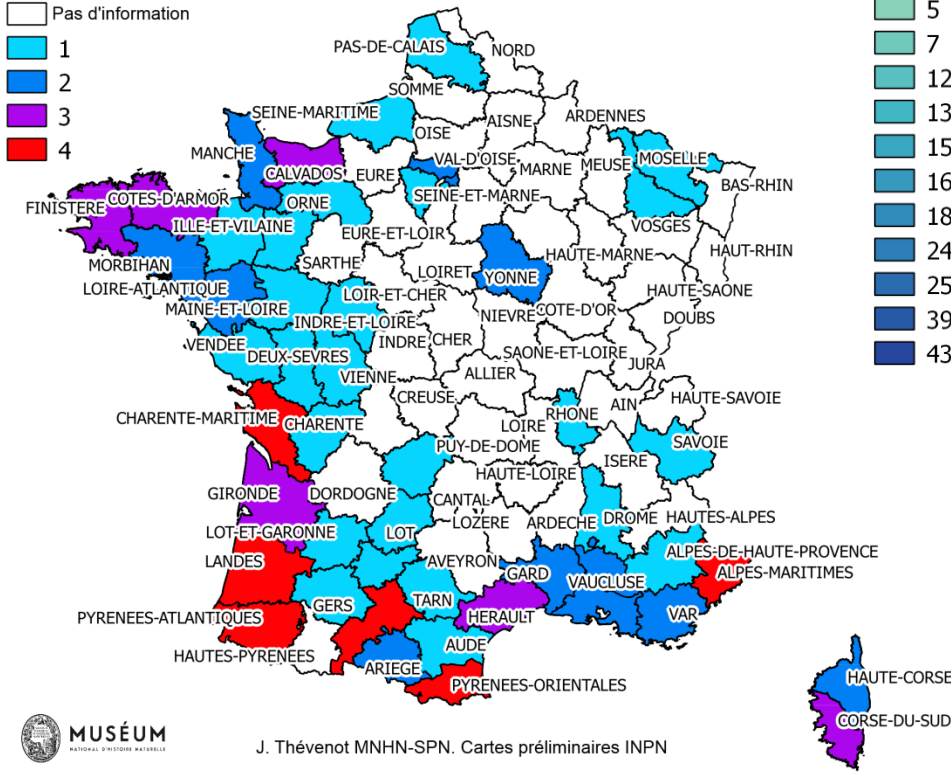 Pas d'information
1
2
3
4
5
7
12
13
15
16
18
24
25
39
43
PAS-DE-CALAIS
NORD
SOMME
SEINE-MARITIME
AISNE
ARDENNES
OISE
MANCHE
VAL-D'OISE
CALVADOS
EURE
MARNE
MEUSE
MOSELLE
BAS-RHIN
FINISTERE
COTES-D'ARMOR
ORNE
SEINE-ET-MARNE
ILLE-ET-VILAINE
EURE-ET-LOIR
VOSGES
HAUT-RHIN
MORBIHAN
SARTHE
LOIRET
YONNE
HAUTE-MARNE
LOIRE-ATLANTIQUE
LOIR-ET-CHER
HAUTE-SAONE
MAINE-ET-LOIRE
INDRE-ET-LOIRE
NIEVRE
COTE-D'OR
DOUBS
VENDEE
DEUX-SEVRES
INDRE
CHER
SAONE-ET-LOIRE
JURA
VIENNE
ALLIER
CREUSE
HAUTE-SAVOIE
CHARENTE-MARITIME
CHARENTE
RHONE
AIN
LOIRE
PUY-DE-DOME
SAVOIE
ISERE
HAUTE-LOIRE
GIRONDE
DORDOGNE
CANTAL
LOT-ET-GARONNE
LOT
LOZERE
ARDECHE
DROME
HAUTES-ALPES
LANDES
AVEYRON
ALPES-DE-HAUTE-PROVENCE
GARD
VAUCLUSE
ALPES-MARITIMES
GERS
TARN
PYRENEES-ATLANTIQUES
HERAULT
VAR
HAUTES-PYRENEES
AUDE
ARIEGE
PYRENEES-ORIENTALES
HAUTE-CORSE
CORSE-DU-SUD
MUSÉUM
NATIONAL D'HISTOIRE NATURELLE
J. Thévenot MNHN-SPN. Cartes préliminaires INPN